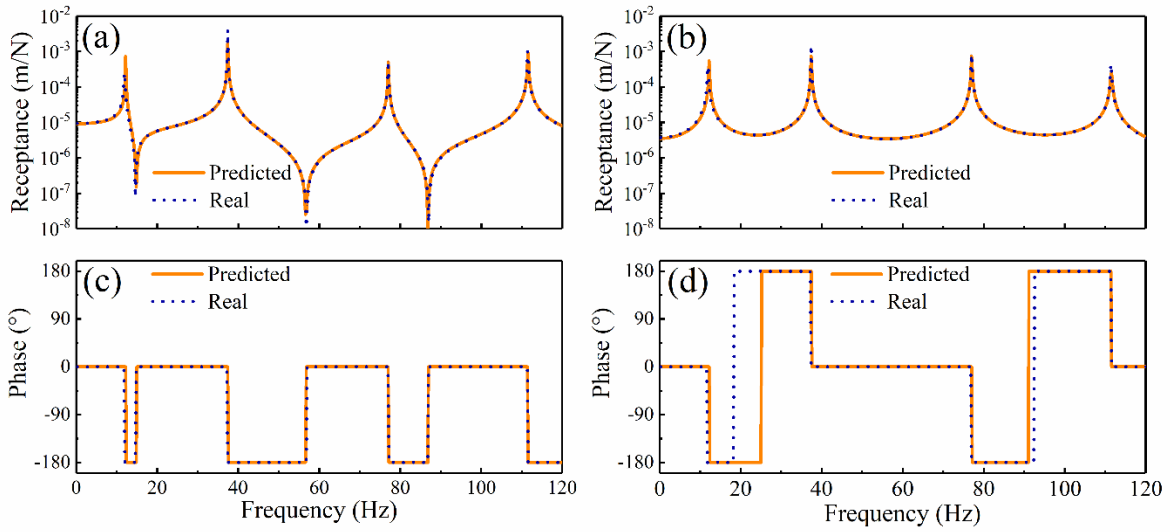 (a)
Receptance (m/N)
10⁻²
10⁻³
10⁻⁴
10⁻⁵
10⁻⁶
10⁻⁷
10⁻⁸
Predicted
Real
0 20 40 60 80 100 120
(b)
Receptance (m/N)
10⁻²
10⁻³
10⁻⁴
10⁻⁵
10⁻⁶
10⁻⁷
10⁻⁸
Predicted
Real
0 20 40 60 80 100 120
(c)
Phase (°)
180
90
0
-90
-180
Predicted
Real
0 20 40 60 80 100 120
Frequency (Hz)
(d)
Phase (°)
180
90
0
-90
-180
Predicted
Real
0 20 40 60 80 100 120
Frequency (Hz)